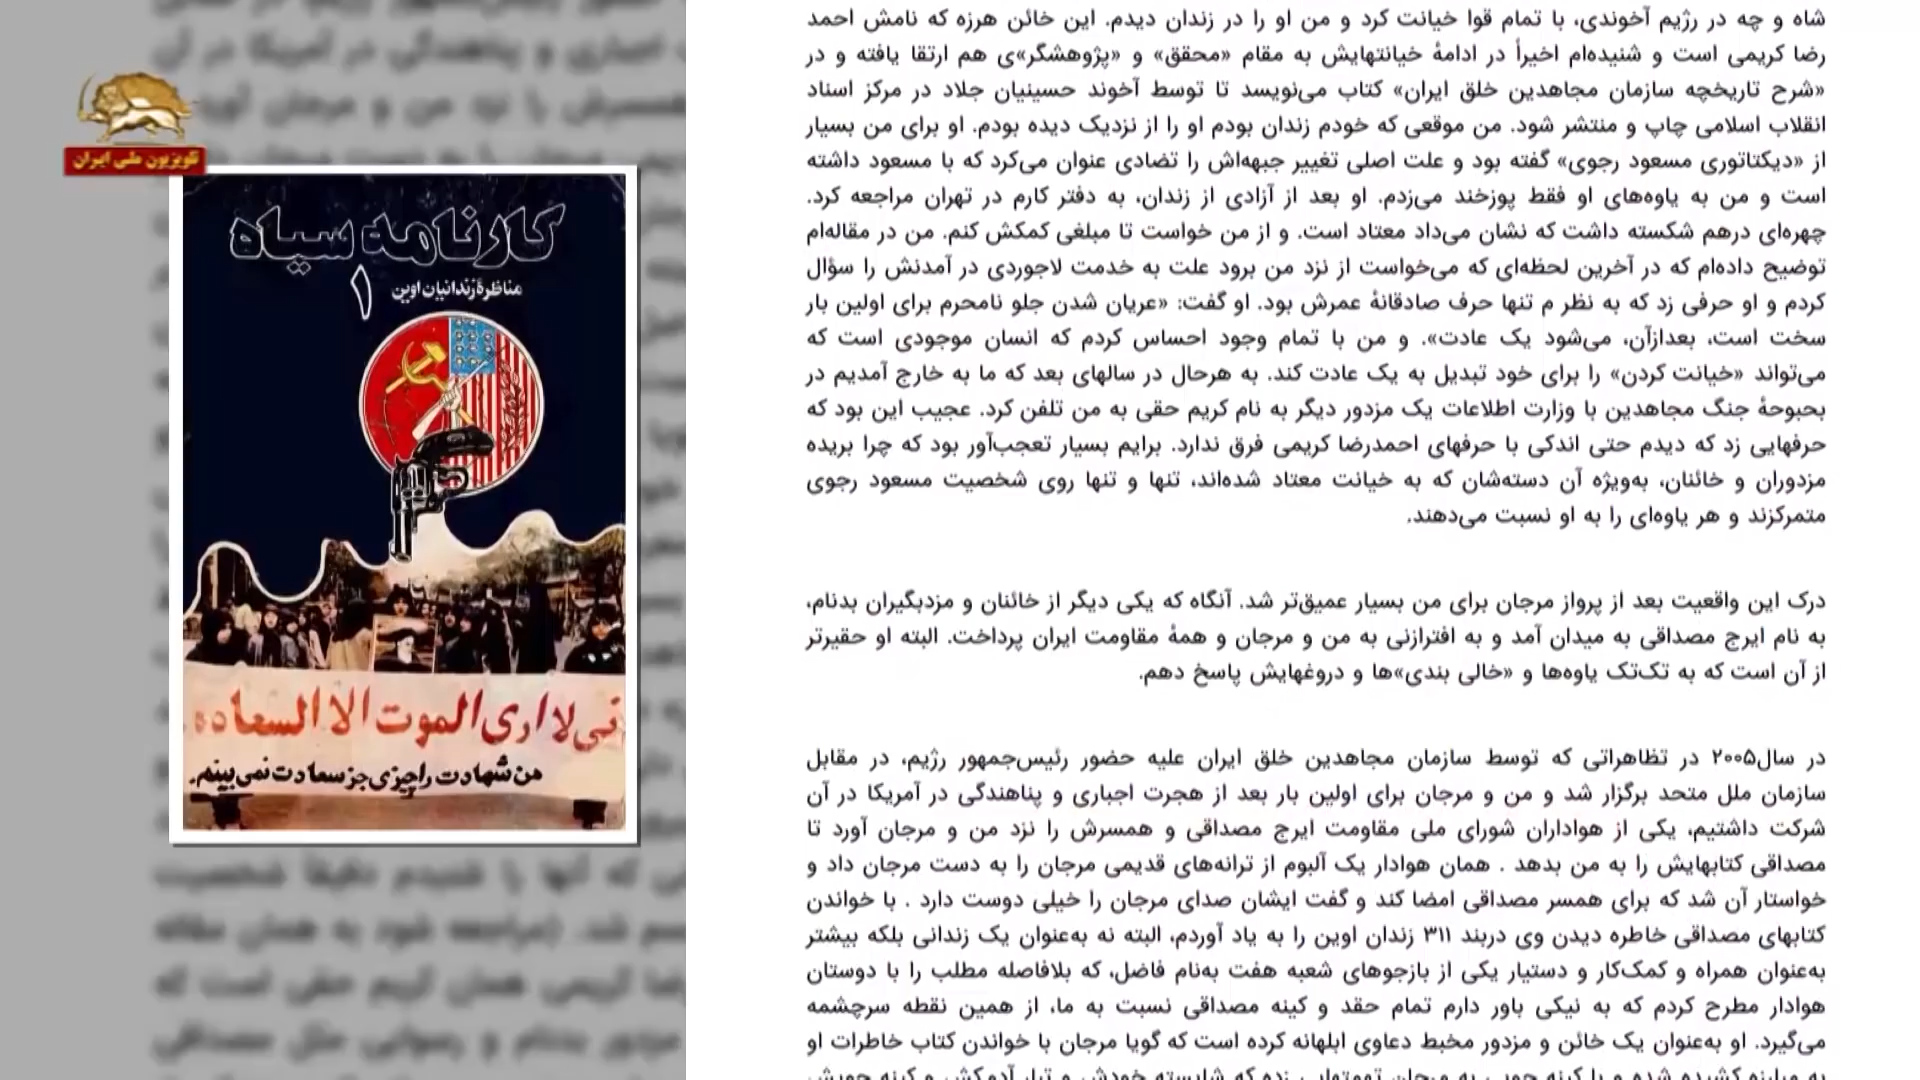 تلویزیون ملی ایران
کارنامه سیاه
مناظرهٔ زندانیان اوین
۱
نی لا اری الموت الا السعاده
من شهادت را چیزی جز سعادت نمی‌بینم.
شاه و چه در رژیم آخوندی، با تمام قوا خیانت کرد و من او را در زندان دیدم. این خائن هرزه که نامش احمد
رضا کریمی است و شنیده‌ام اخیراً در ادامهٔ خیانتهایش به مقام «محقق» و «پژوهشگر»ی هم ارتقا یافته و در
«شرح تاریخچه سازمان مجاهدین خلق ایران» کتاب می‌نویسد تا توسط آخوند حسینیان جلاد در مرکز اسناد
انقلاب اسلامی چاپ و منتشر شود. من موقعی که خودم زندان بودم او را از نزدیک دیده بودم. او برای من بسیار
از «دیکتاتوری مسعود رجوی» گفته بود و علت اصلی تغییر جبهه‌اش را تضادی عنوان می‌کرد که با مسعود داشته
است و من به یاوه‌های او فقط پوزخند می‌زدم. او بعد از آزادی از زندان، به دفتر کارم در تهران مراجعه کرد.
چهره‌ای درهم شکسته داشت که نشان می‌داد معتاد است. و از من خواست تا مبلغی کمکش کنم. من در مقاله‌ام
توضیح داده‌ام که در آخرین لحظه‌ای که می‌خواست از نزد من برود علت به خدمت لاجوردی در آمدنش را سؤال
کردم و او حرفی زد که به نظر م تنها حرف صادقانهٔ عمرش بود. او گفت: «عریان شدن جلو نامحرم برای اولین بار
سخت است، بعدازآن، می‌شود یک عادت». و من با تمام وجود احساس کردم که انسان موجودی است که
می‌تواند «خیانت کردن» را برای خود تبدیل به یک عادت کند. به هرحال در سالهای بعد که ما به خارج آمدیم در
بحبوحهٔ جنگ مجاهدین با وزارت اطلاعات یک مزدور دیگر به نام کریم حقی به من تلفن کرد. عجیب این بود که
حرفهایی زد که دیدم حتی اندکی با حرفهای احمدرضا کریمی فرق ندارد. برایم بسیار تعجب‌آور بود که چرا بریده
مزدوران و خائنان، به‌ویژه آن دسته‌شان که به خیانت معتاد شده‌اند، تنها و تنها روی شخصیت مسعود رجوی
متمرکزند و هر یاوه‌ای را به او نسبت می‌دهند.
درک این واقعیت بعد از پرواز مرجان برای من بسیار عمیق‌تر شد. آنگاه که یکی دیگر از خائنان و مزدبگیران بدنام،
به نام ایرج مصداقی به میدان آمد و به افترازنی به من و مرجان و همهٔ مقاومت ایران پرداخت. البته او حقیرتر
از آن است که به تک‌تک یاوه‌ها و «خالی بندی»ها و دروغهایش پاسخ دهم.
در سال۲۰۰۵ در تظاهراتی که توسط سازمان مجاهدین خلق ایران علیه حضور رئیس‌جمهور رژیم، در مقابل
سازمان ملل متحد برگزار شد و من و مرجان برای اولین بار بعد از هجرت اجباری و پناهندگی در آمریکا در آن
شرکت داشتیم، یکی از هواداران شورای ملی مقاومت ایرج مصداقی و همسرش را نزد من و مرجان آورد تا
مصداقی کتابهایش را به من بدهد . همان هوادار یک آلبوم از ترانه‌های قدیمی مرجان را به دست مرجان داد و
خواستار آن شد که برای همسر مصداقی امضا کند و گفت ایشان صدای مرجان را خیلی دوست دارد . با خواندن
کتابهای مصداقی خاطره دیدن وی دربند ۳۱۱ زندان اوین را به یاد آوردم، البته نه به‌عنوان یک زندانی بلکه بیشتر
به‌عنوان همراه و کمک‌کار و دستیار یکی از بازجوهای شعبه هفت به‌نام فاضل، که بلافاصله مطلب را با دوستان
هوادار مطرح کردم که به نیکی باور دارم تمام حقد و کینه مصداقی نسبت به ما، از همین نقطه سرچشمه
می‌گیرد. او به‌عنوان یک خائن و مزدور مخبط دعاوی ابلهانه کرده است که گویا مرجان با خواندن کتاب خاطرات او